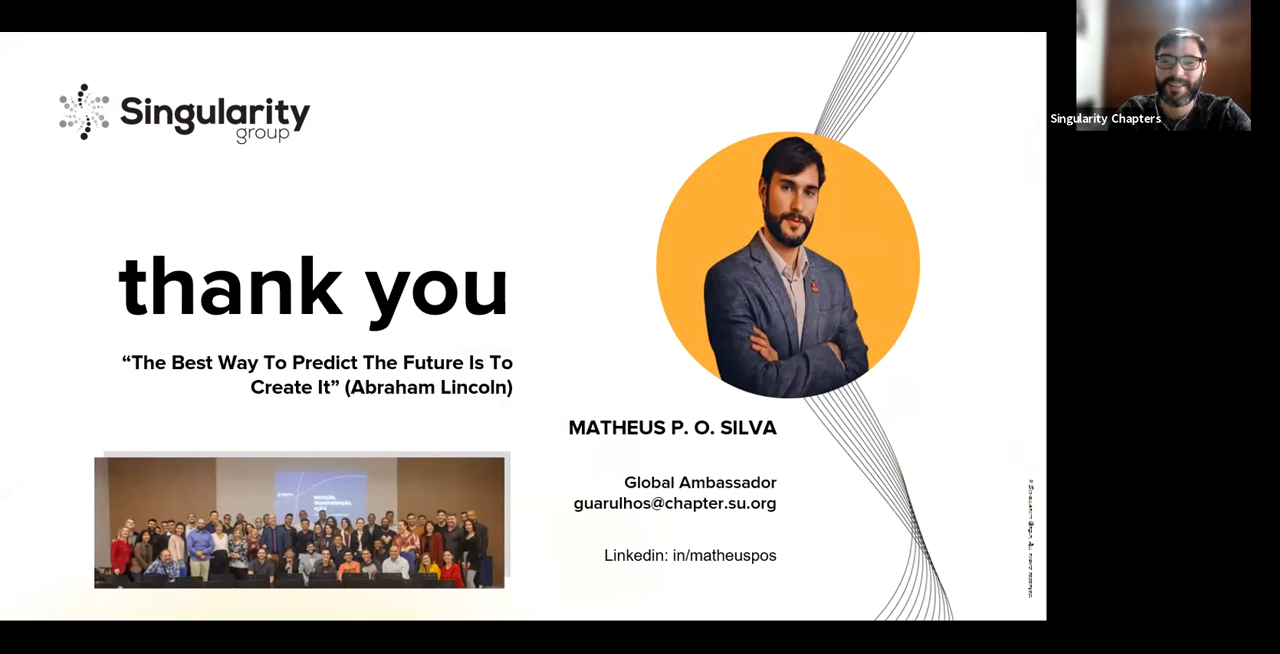 Singularity
group
thank you
“The Best Way To Predict The Future Is To
Create It” (Abraham Lincoln)
MATHEUS P. O. SILVA
Global Ambassador
guarulhos@chapter.su.org
Linkedin: in/matheuspos
Singularity Chapters